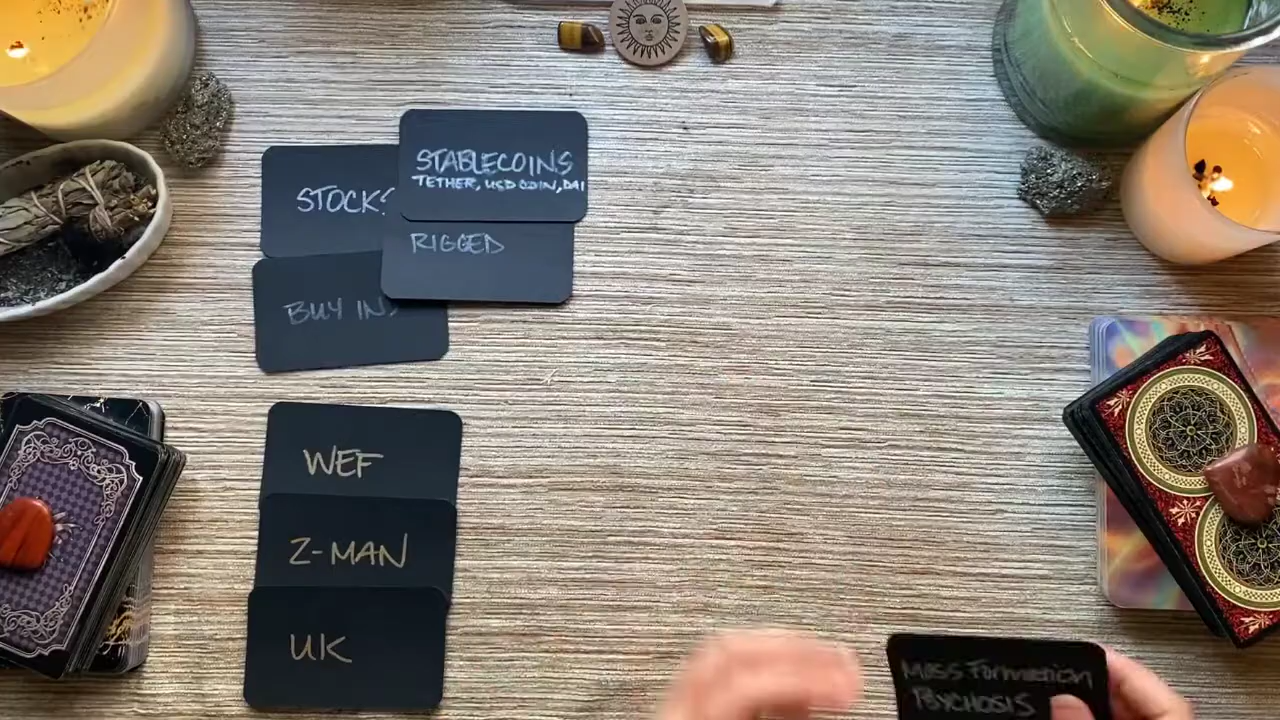 STOCKS
STABLECOINS
TETHER, USD COIN, DAI
RIGGED
BUY IN
WEF
Z-MAN
UK
Mass Formation
PSYCHOSIS